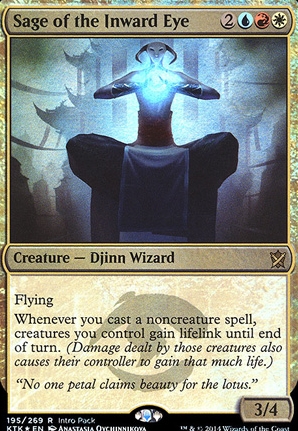 Sage of the Inward Eye 2
Creature — Djinn Wizard
Flying
Whenever you cast a noncreature spell,
creatures you control gain lifelink until end
of turn. (Damage dealt by those creatures also
causes their controller to gain that much life.)
"No one petal claims beauty for the lotus."
3/4
195/269 R Intro Pack
KTK ★ EN Anastasia Ovchinnikova
™ & © 2014 Wizards of the Coast